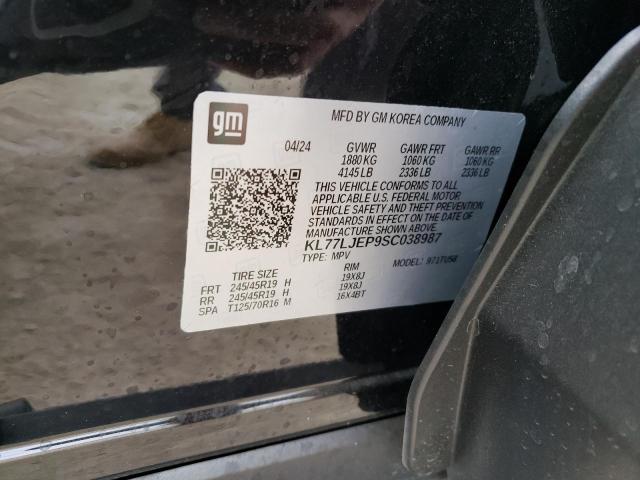 gm
MFD BY GM KOREA COMPANY
04/24 GVWR GAWR FRT GAWR RR
1880 KG 1060 KG 1060 KG
4145 LB 2336 LB 2336 LB
THIS VEHICLE CONFORMS TO ALL
APPLICABLE U.S. FEDERAL MOTOR
VEHICLE SAFETY AND THEFT PREVENTION
STANDARDS IN EFFECT ON THE DATE OF
MANUFACTURE SHOWN ABOVE.
KL77LJEP9SC038987
TYPE: MPV MODEL: 971TU58
TIRE SIZE RIM
FRT 245/45R19 H 19X8J
RR 245/45R19 H 19X8J
SPA T125/70R16 M 16X4BT